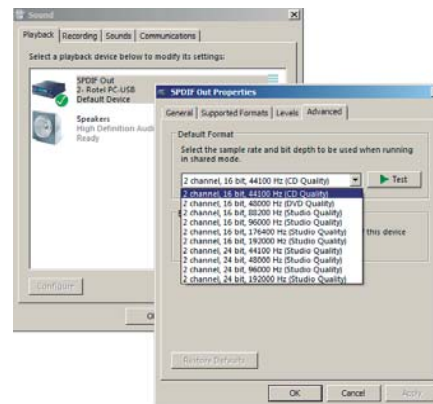 Sound
Playback Recording Sounds Communications
Select a playback device below to modify its settings:
SPDIF Out
2- Rotel PC-USB
Default Device
Speakers
High Definition Audi
Ready
Configure
SPDIF Out Properties
General Supported Formats Levels Advanced
Default Format
Select the sample rate and bit depth to be used when running
in shared mode.
2 channel, 16 bit, 44100 Hz (CD Quality)
Test
2 channel, 16 bit, 44100 Hz (CD Quality)
2 channel, 16 bit, 48000 Hz (DVD Quality)
2 channel, 16 bit, 88200 Hz (Studio Quality)
2 channel, 16 bit, 96000 Hz (Studio Quality)
2 channel, 16 bit, 176400 Hz (Studio Quality)
2 channel, 16 bit, 192000 Hz (Studio Quality)
2 channel, 24 bit, 44100 Hz (Studio Quality)
2 channel, 24 bit, 48000 Hz (Studio Quality)
2 channel, 24 bit, 96000 Hz (Studio Quality)
2 channel, 24 bit, 192000 Hz (Studio Quality)
this device
Restore Defaults
OK Cancel Apply